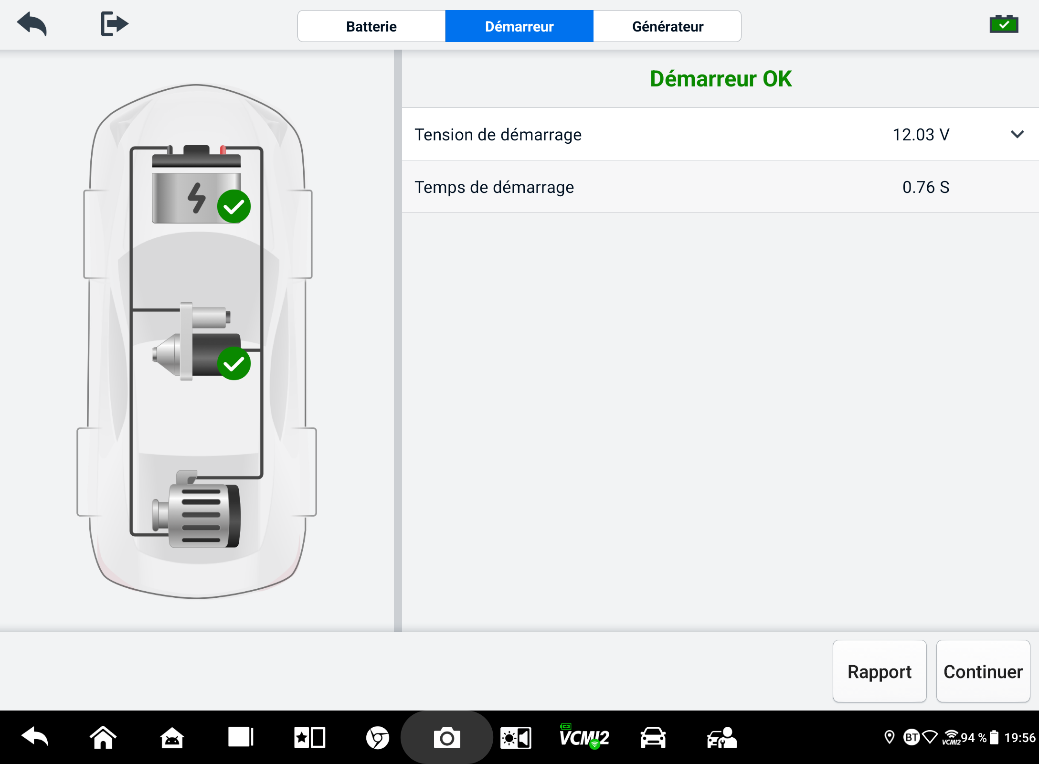 Batterie
Démarreur
Générateur
Démarreur OK
Tension de démarrage 12.03 V
Temps de démarrage 0.76 S
Rapport
Continuer
VCMI2
BT
VCMI2
94 %
19:56